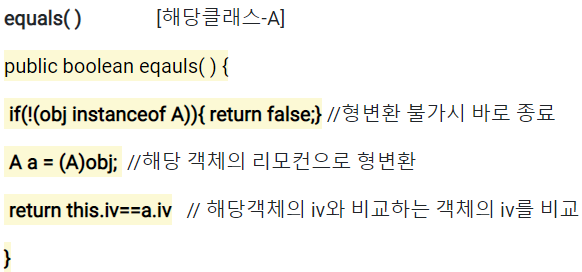 equals( ) [해당클래스-A]
public boolean eqauls( ) {
if(!(obj instanceof A)){ return false;} //형변환 불가시 바로 종료
A a = (A)obj; //해당 객체의 리모컨으로 형변환
return this.iv==a.iv // 해당객체의 iv와 비교하는 객체의 iv를 비교
}